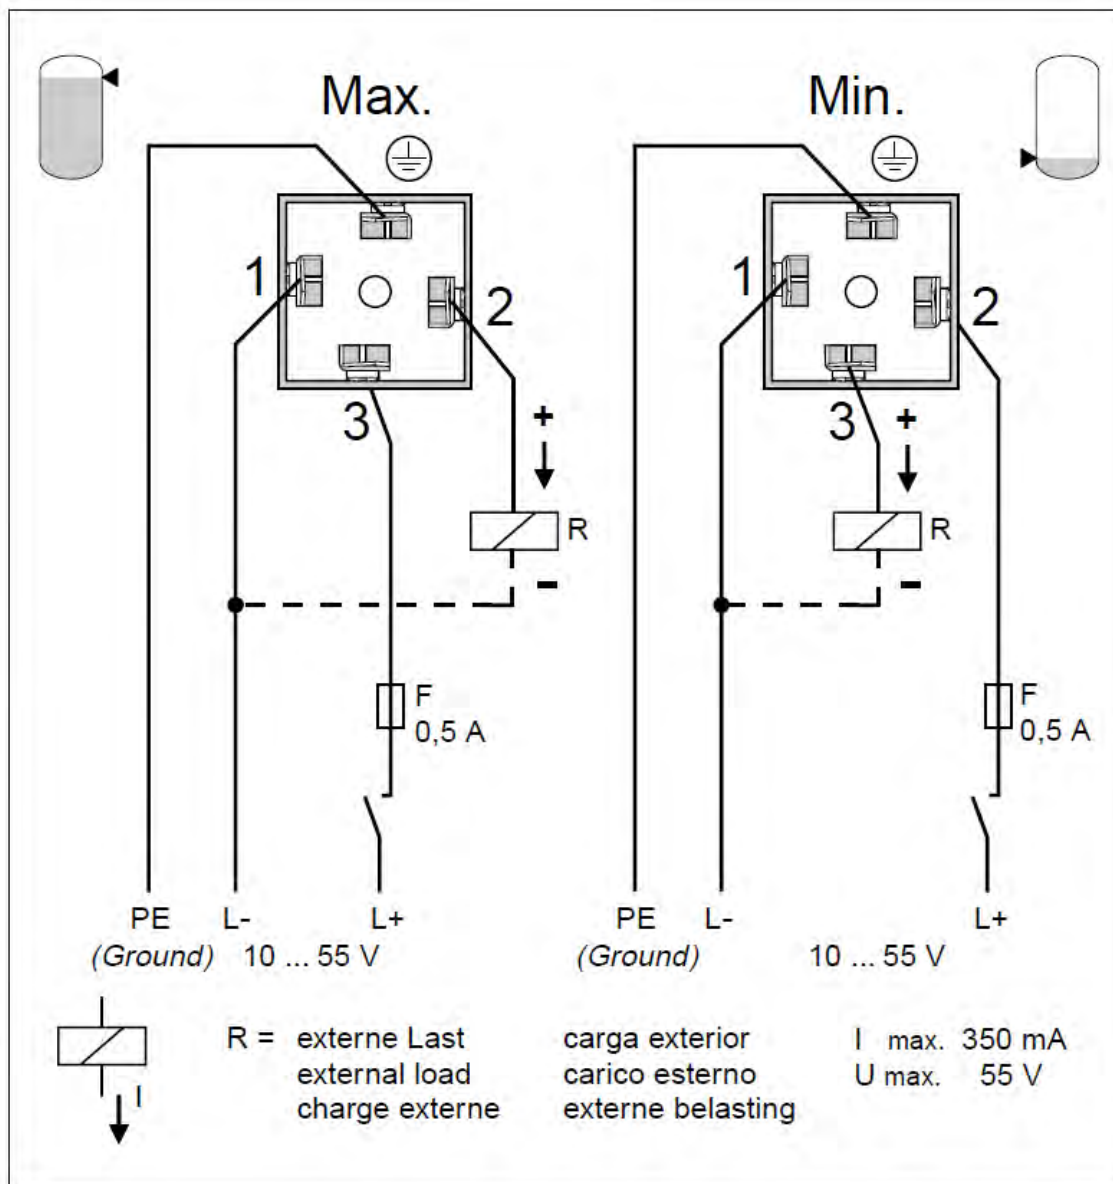 Max.
Min.
1
2
3
+
R
-
F
0,5 A
PE
L-
L+
(Ground)
10 ... 55 V
1
2
3
+
R
-
F
0,5 A
PE
L-
L+
(Ground)
10 ... 55 V
I
R = externe Last
external load
charge externe
carga exterior
carico esterno
externe belasting
I max. 350 mA
U max. 55 V